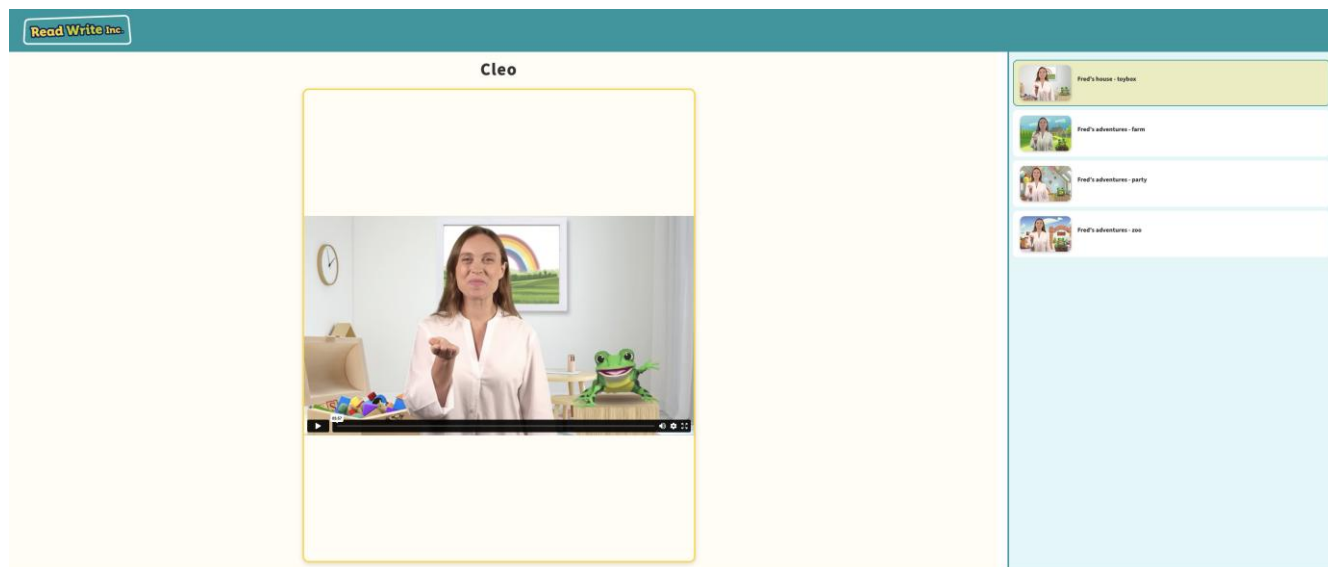 Read Write Inc.
Cleo
Fred's house - toybox
Fred's adventures - farm
Fred's adventures - party
Fred's adventures - zoo